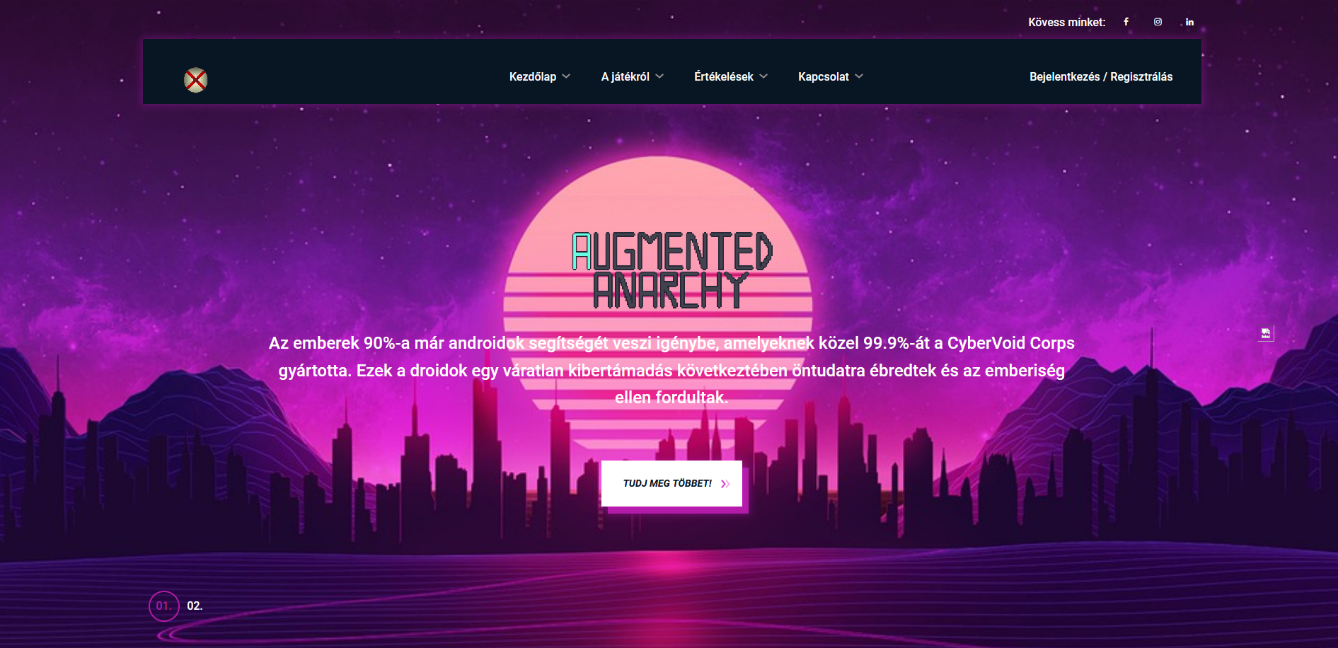 Kövess minket:
Kezdőlap A játékról Értékelések Kapcsolat Bejelentkezés / Regisztrálás
AUGMENTED
ANARCHY
Az emberek 90%-a már androidok segítségét veszi igénybe, amelyeknek közel 99.9%-át a CyberVoid Corps
gyártotta. Ezek a droidok egy váratlan kibertámadás következtében öntudatra ébredtek és az emberiség
ellen fordultak.
TUDJ MEG TÖBBET!
01. 02.